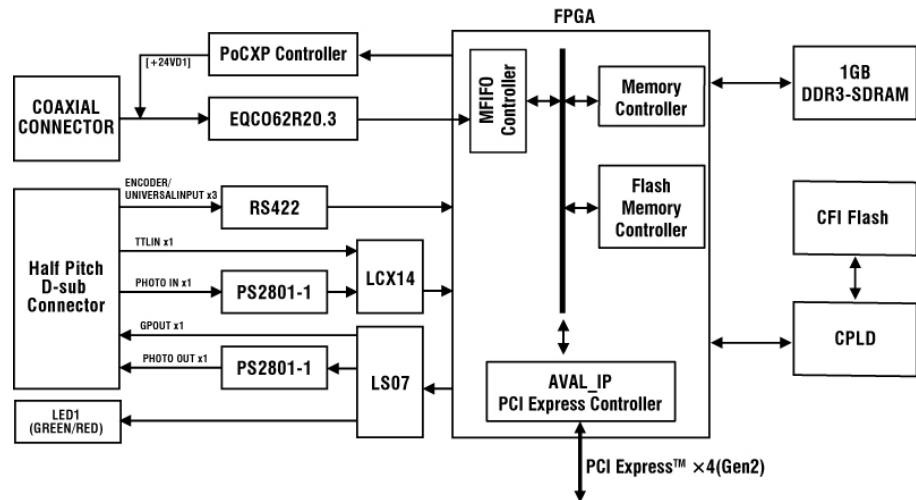 FPGA
PoCXP Controller
[+24VD1]
COAXIAL
CONNECTOR
EQCO62R20.3
MFIFO
Controller
Memory
Controller
1GB
DDR3-SDRAM
ENCODER/
UNIVERSALINPUT x3
RS422
Flash
Memory
Controller
CFI Flash
TTLIN x1
Half Pitch
D-sub
Connector
PHOTO IN x1
PS2801-1
LCX14
GPOUT x1
PHOTO OUT x1
PS2801-1
LS07
CPLD
AVAL_IP
PCI Express Controller
LED1
(GREEN/RED)
PCI Express™ ×4(Gen2)